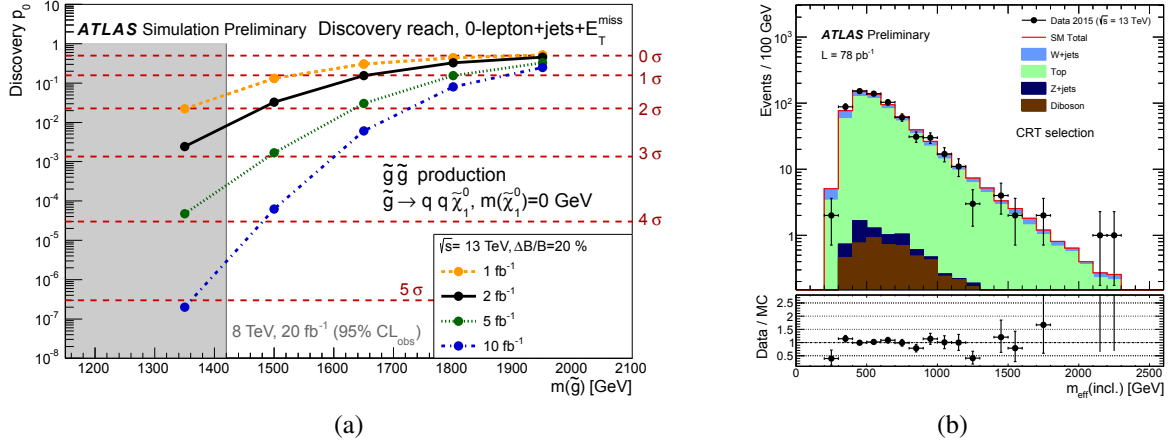 ATLAS Simulation Preliminary
Discovery reach, 0-lepton+jets+E_T^miss
Discovery p_0
10
1
10^-1
10^-2
10^-3
10^-4
10^-5
10^-6
10^-7
10^-8
0 σ
1 σ
2 σ
3 σ
4 σ
5 σ
g̃ g̃ production
g̃ → q q χ̃_1^0, m(χ̃_1^0)=0 GeV
√s= 13 TeV, ΔB/B=20 %
1 fb^-1
2 fb^-1
5 fb^-1
10 fb^-1
8 TeV, 20 fb^-1 (95% CL_obs)
1200 1300 1400 1500 1600 1700 1800 1900 2000 2100
m(g̃) [GeV]
(a)
Events / 100 GeV
10^3
10^2
10
1
ATLAS Preliminary
L = 78 pb^-1
Data 2015 (√s = 13 TeV)
SM Total
W+jets
Top
Z+jets
Diboson
CRT selection
Data / MC
2.5
2
1.5
1
0.5
0 500 1000 1500 2000 2500
m_eff(incl.) [GeV]
(b)